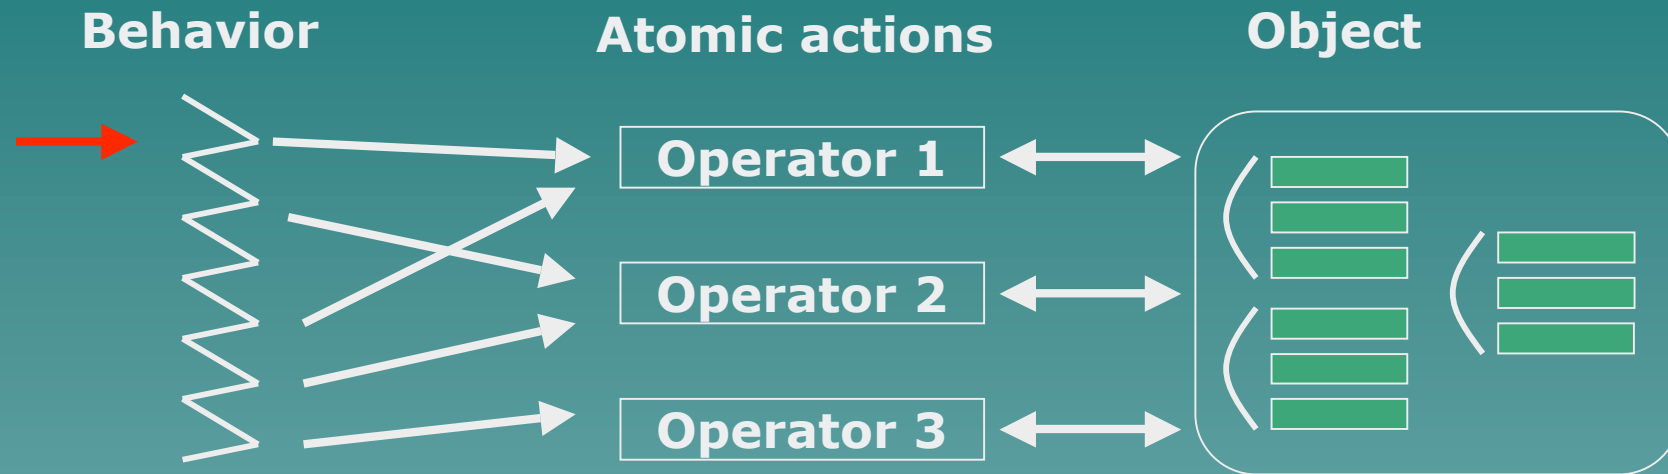 Behavior
Atomic actions
Object
Operator 1
Operator 2
Operator 3